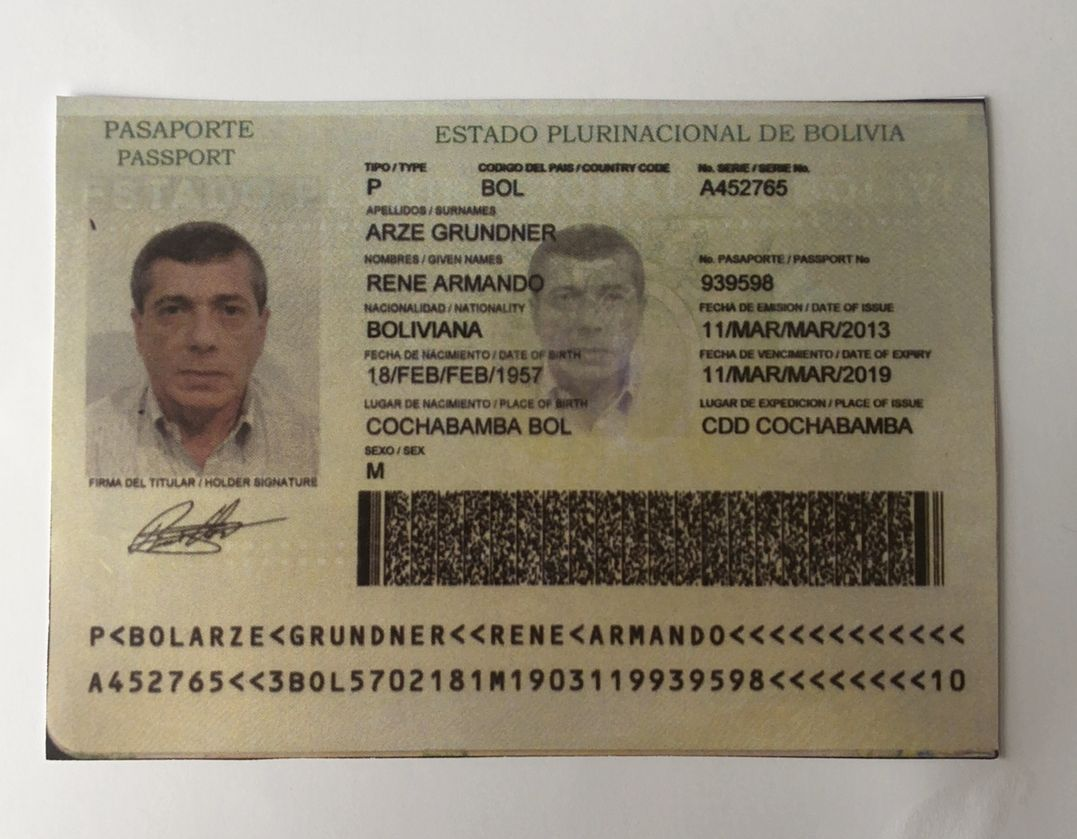 PASAPORTE
PASSPORT
ESTADO PLURINACIONAL DE BOLIVIA
TIPO / TYPE CODIGO DEL PAIS / COUNTRY CODE No. SERIE / SERIE No.
P BOL A452765
APELLIDOS / SURNAMES
ARZE GRUNDNER
NOMBRES / GIVEN NAMES No. PASAPORTE / PASSPORT No
RENE ARMANDO 939598
NACIONALIDAD / NATIONALITY FECHA DE EMISION / DATE OF ISSUE
BOLIVIANA 11/MAR/MAR/2013
FECHA DE NACIMIENTO / DATE OF BIRTH FECHA DE VENCIMIENTO / DATE OF EXPIRY
18/FEB/FEB/1957 11/MAR/MAR/2019
LUGAR DE NACIMIENTO / PLACE OF BIRTH LUGAR DE EXPEDICION / PLACE OF ISSUE
COCHABAMBA BOL CDD COCHABAMBA
SEXO / SEX
M
FIRMA DEL TITULAR / HOLDER SIGNATURE
P<BOLARZE<GRUNDNER<<RENE<ARMANDO<<<<<<<<<<<<
A452765<<3BOL5702181M1903119939598<<<<<<<<10